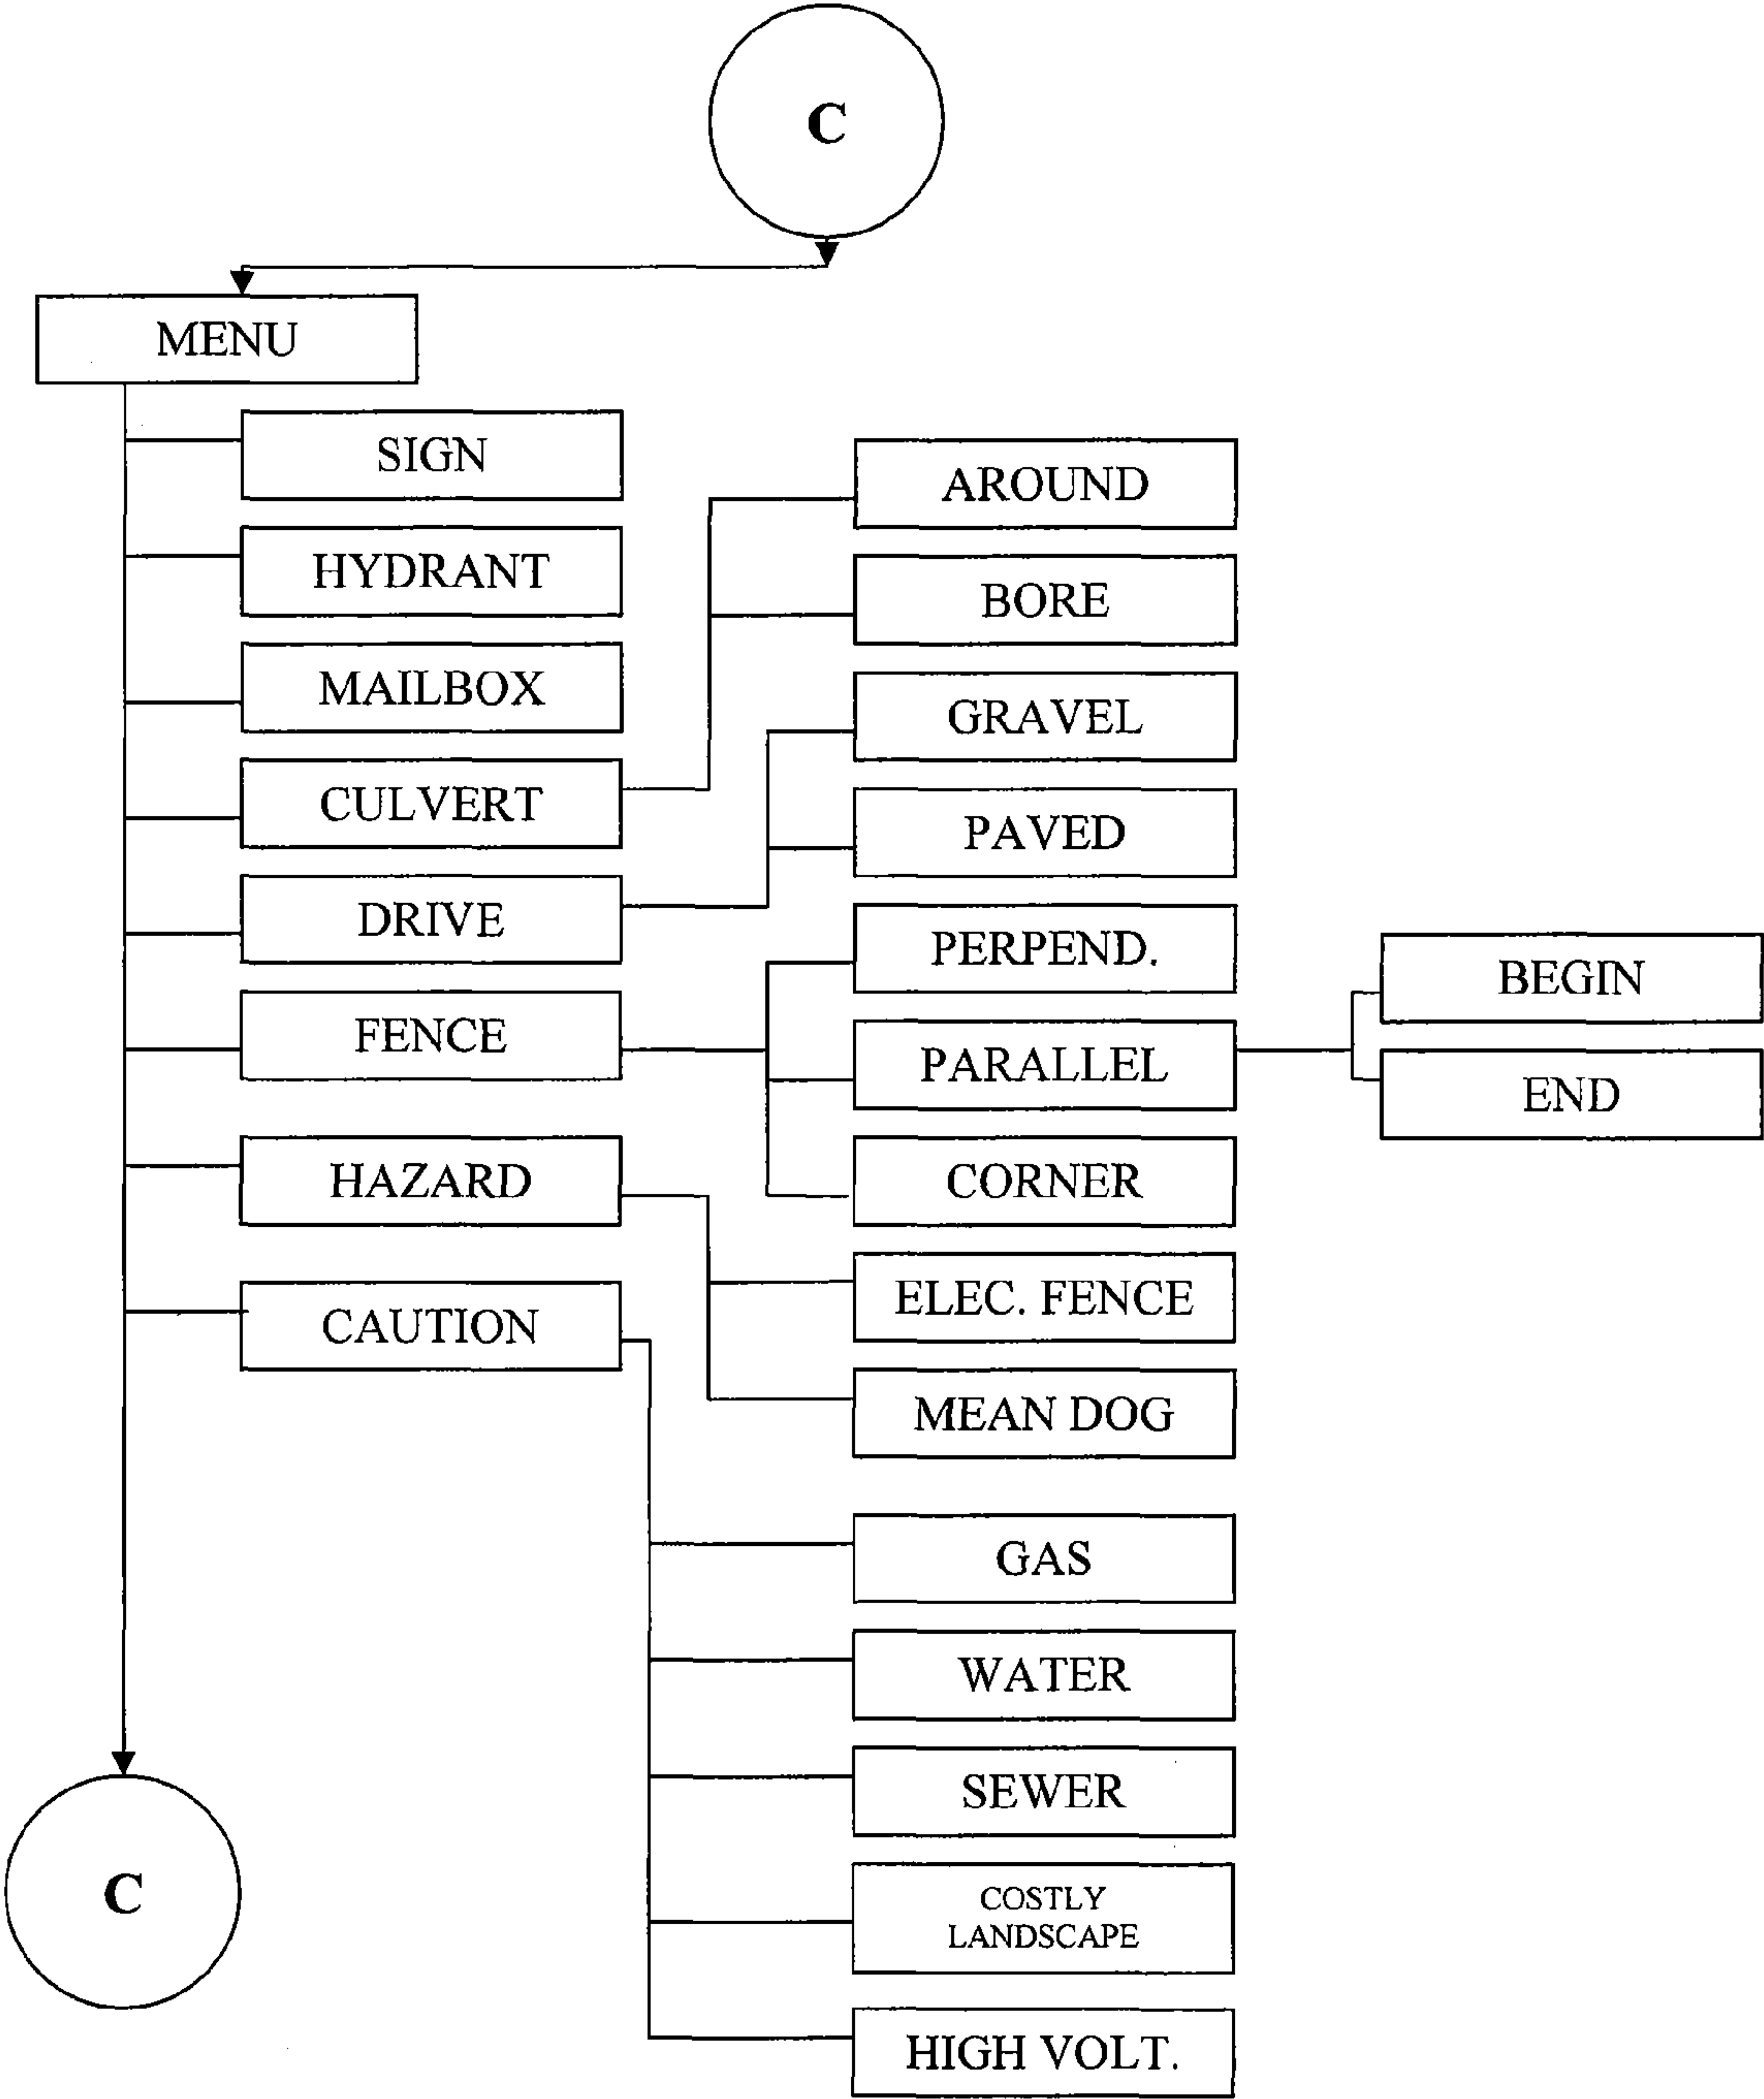 C
MENU
SIGN
HYDRANT
MAILBOX
CULVERT
DRIVE
FENCE
HAZARD
CAUTION
AROUND
BORE
GRAVEL
PAVED
PERPEND.
PARALLEL
CORNER
ELEC. FENCE
MEAN DOG
GAS
WATER
SEWER
COSTLY
LANDSCAPE
HIGH VOLT.
BEGIN
END
C